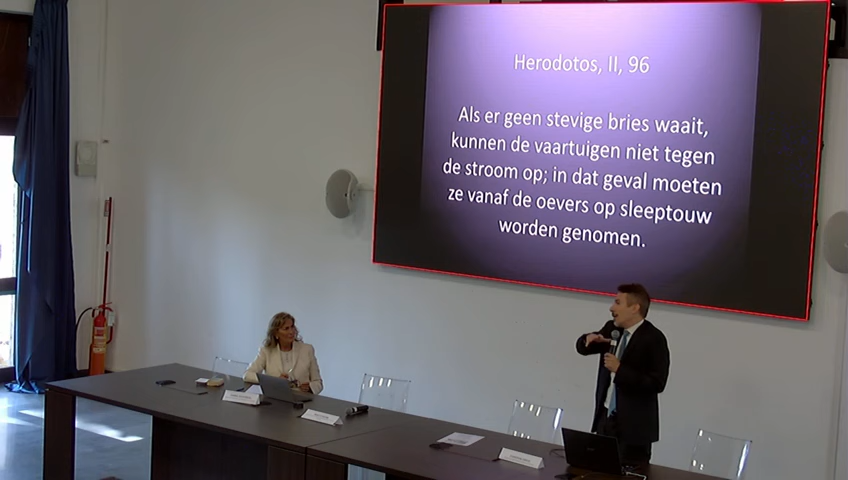 Herodotos, II, 96
Als er geen stevige bries waait,
kunnen de vaartuigen niet tegen
de stroom op; in dat geval moeten
ze vanaf de oevers op sleeptouw
worden genomen.